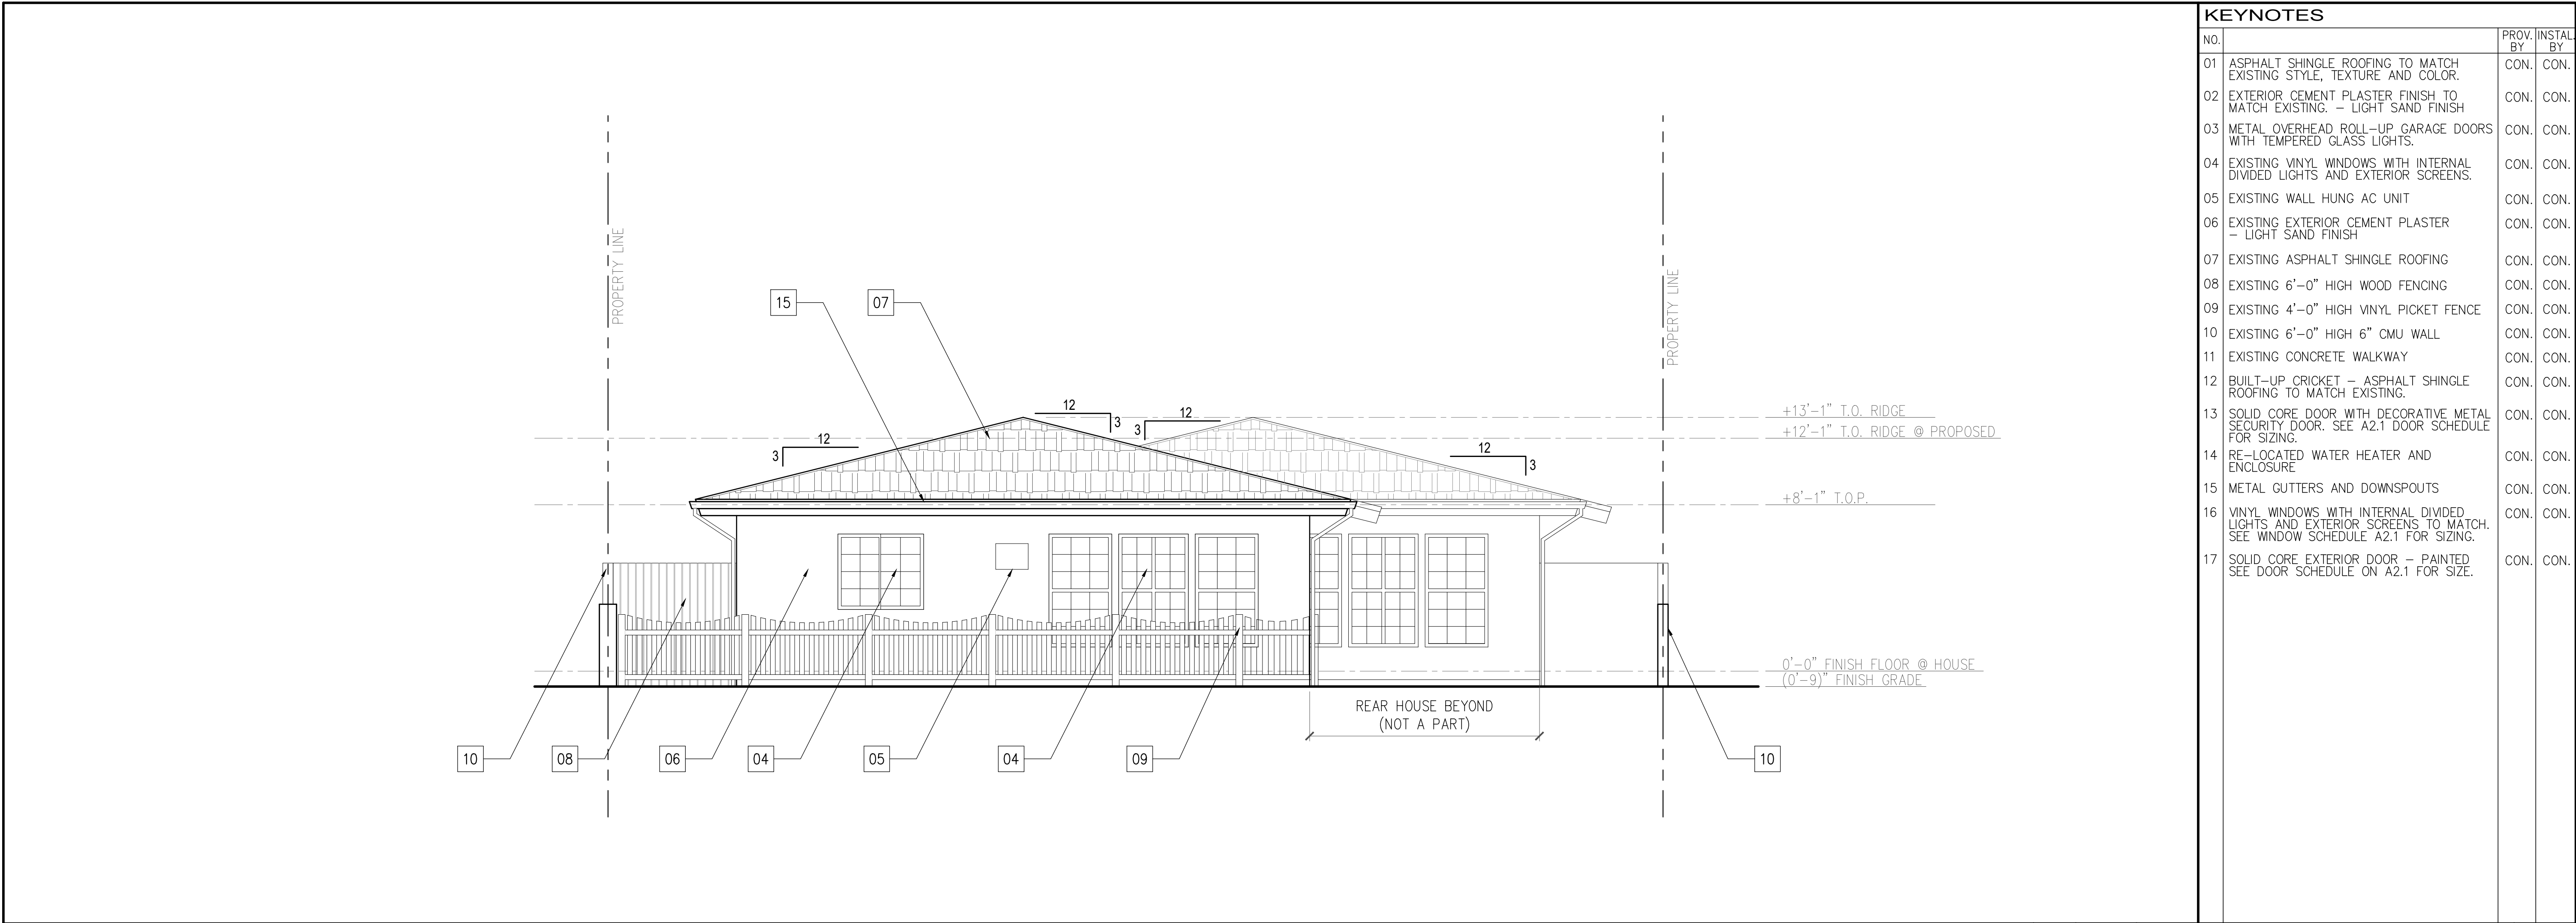 PROPERTY LINE
PROPERTY LINE
15
07
12
3
12
3
12
3
12
3
+13'-1" T.O. RIDGE
+12'-1" T.O. RIDGE @ PROPOSED
+8'-1" T.O.P.
0'-0" FINISH FLOOR @ HOUSE
(0'-9)" FINISH GRADE
REAR HOUSE BEYOND
(NOT A PART)
10
08
06
04
05
04
09
10
KEYNOTES
NO. PROV. BY INSTAL. BY
01 ASPHALT SHINGLE ROOFING TO MATCH CON. CON.
EXISTING STYLE, TEXTURE AND COLOR.
02 EXTERIOR CEMENT PLASTER FINISH TO CON. CON.
MATCH EXISTING. – LIGHT SAND FINISH
03 METAL OVERHEAD ROLL–UP GARAGE DOORS CON. CON.
WITH TEMPERED GLASS LIGHTS.
04 EXISTING VINYL WINDOWS WITH INTERNAL CON. CON.
DIVIDED LIGHTS AND EXTERIOR SCREENS.
05 EXISTING WALL HUNG AC UNIT CON. CON.
06 EXISTING EXTERIOR CEMENT PLASTER CON. CON.
– LIGHT SAND FINISH
07 EXISTING ASPHALT SHINGLE ROOFING CON. CON.
08 EXISTING 6'–0" HIGH WOOD FENCING CON. CON.
09 EXISTING 4'–0" HIGH VINYL PICKET FENCE CON. CON.
10 EXISTING 6'–0" HIGH 6" CMU WALL CON. CON.
11 EXISTING CONCRETE WALKWAY CON. CON.
12 BUILT–UP CRICKET – ASPHALT SHINGLE CON. CON.
ROOFING TO MATCH EXISTING.
13 SOLID CORE DOOR WITH DECORATIVE METAL CON. CON.
SECURITY DOOR. SEE A2.1 DOOR SCHEDULE
FOR SIZING.
14 RE–LOCATED WATER HEATER AND CON. CON.
ENCLOSURE
15 METAL GUTTERS AND DOWNSPOUTS CON. CON.
16 VINYL WINDOWS WITH INTERNAL DIVIDED CON. CON.
LIGHTS AND EXTERIOR SCREENS TO MATCH.
SEE WINDOW SCHEDULE A2.1 FOR SIZING.
17 SOLID CORE EXTERIOR DOOR – PAINTED CON. CON.
SEE DOOR SCHEDULE ON A2.1 FOR SIZE.